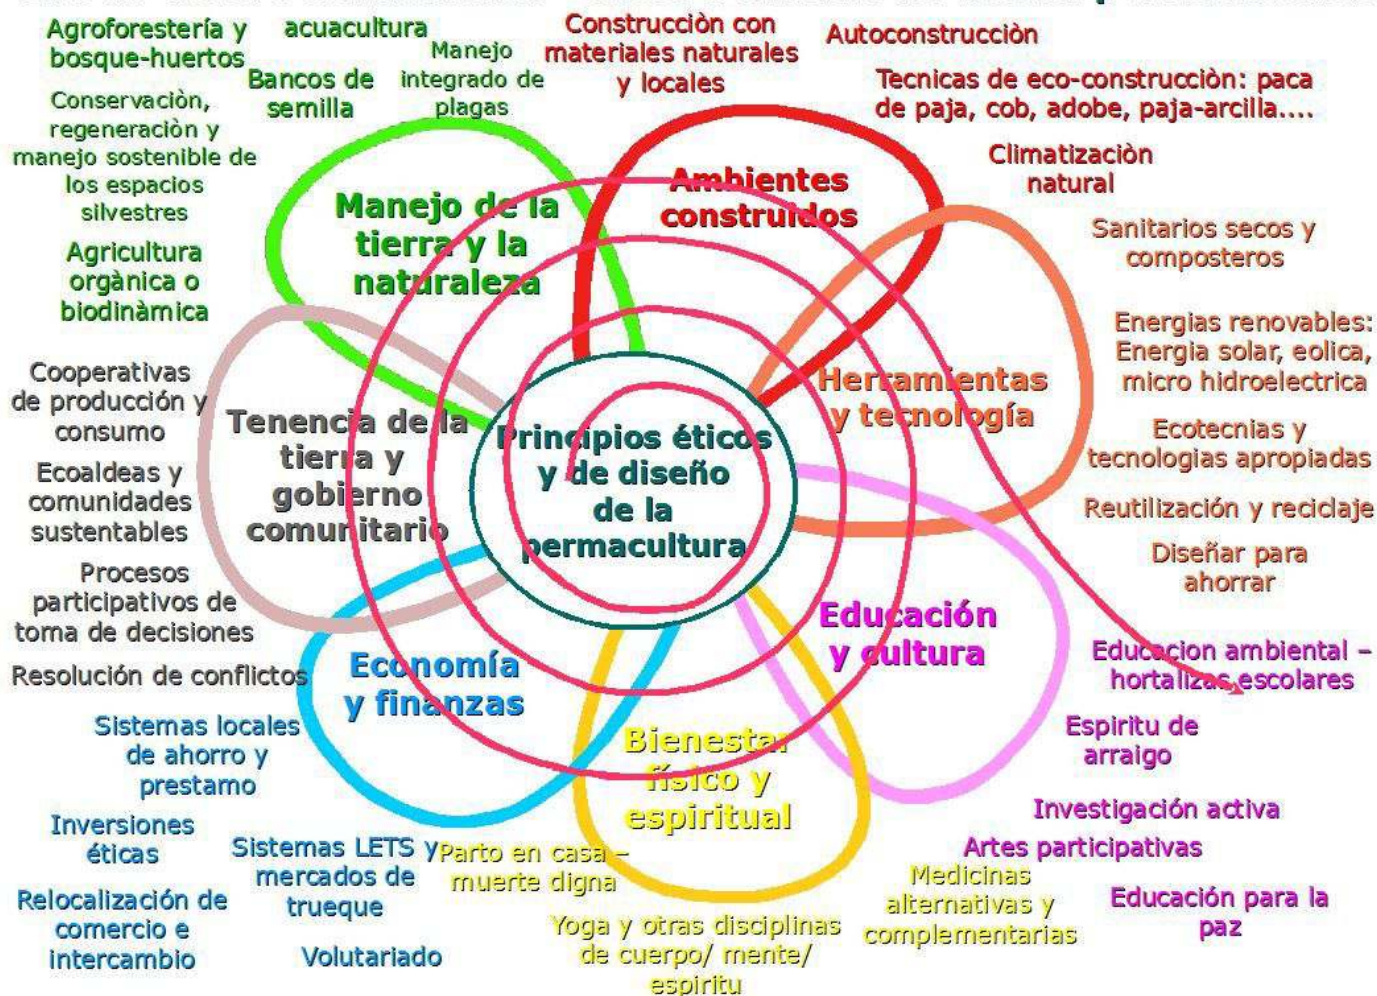 Agroforestería y
bosque-huertos
acuacultura
Manejo
integrado de
plagas
Bancos de
semilla
Conservaciòn,
regeneraciòn y
manejo sostenible de
los espacios
silvestres
Agricultura
orgànica o
biodinàmica
Manejo de la
tierra y la
naturaleza
Construcciòn con
materiales naturales
y locales
Autoconstrucciòn
Tecnicas de eco-construcciòn: paca
de paja, cob, adobe, paja-arcilla....
Climatizaciòn
natural
Ambientes
construidos
Sanitarios secos y
composteros
Energias renovables:
Energia solar, eolica,
micro hidroelectrica
Ecotecnias y
tecnologias apropiadas
Reutilización y reciclaje
Diseñar para
ahorrar
Herramientas
y tecnología
Cooperativas
de producción y
consumo
Ecoaldeas y
comunidades
sustentables
Procesos
participativos de
toma de decisiones
Resolución de conflictos
Tenencia de la
tierra y
gobierno
comunitario
Principios éticos
y de diseño
de la
permacultura
Educación
y cultura
Educacion ambiental –
hortalizas escolares
Espiritu de
arraigo
Investigación activa
Artes participativas
Educación para la
paz
Economía
y finanzas
Sistemas locales
de ahorro y
prestamo
Inversiones
éticas
Sistemas LETS y
mercados de
trueque
Relocalización de
comercio e
intercambio
Volutariado
Bienestar
físico y
espiritual
Parto en casa –
muerte digna
Yoga y otras disciplinas
de cuerpo/ mente/
espiritu
Medicinas
alternativas y
complementarias